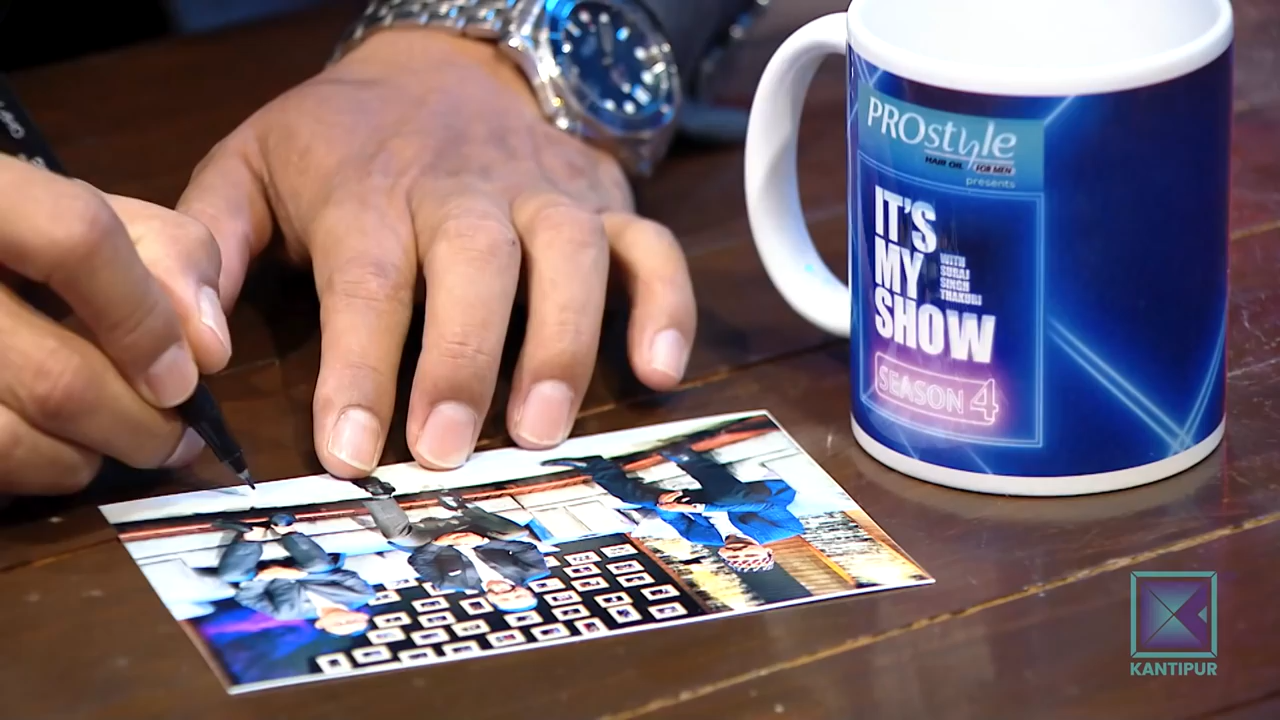 PROstyle
HAIR OIL FOR MEN
presents
IT'S
MY
SHOW
WITH
SURAJ
SINGH
THAKURI
SEASON 4
KANTIPUR